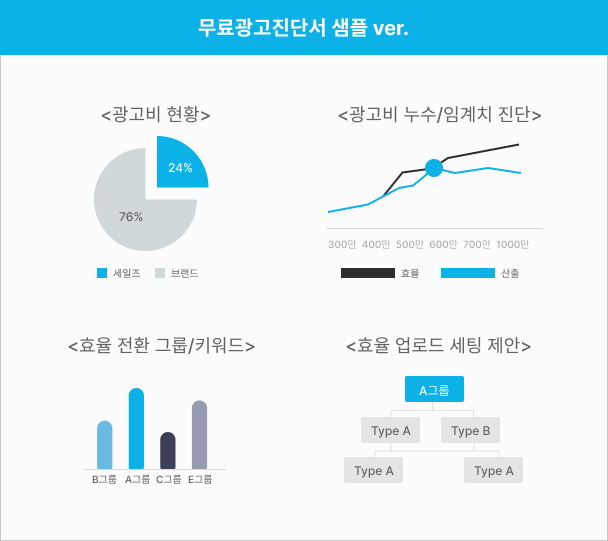 무료광고진단서 샘플 ver.
<광고비 현황>
24%
76%
세일즈 브랜드
<광고비 누수/임계치 진단>
300만 400만 500만 600만 700만 1000만
효율 산출
<효율 전환 그룹/키워드>
B그룹 A그룹 C그룹 E그룹
<효율 업로드 세팅 제안>
A그룹
Type A Type B
Type A Type A